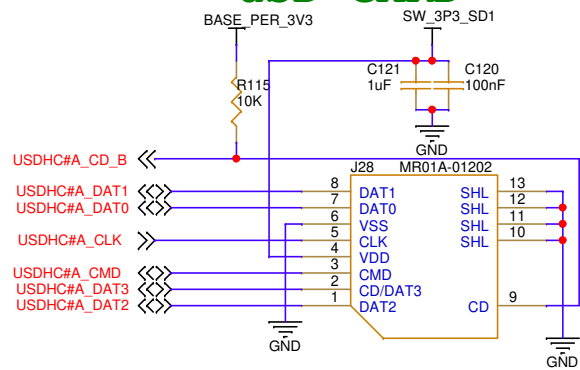 BASE_PER_3V3
SW_3P3_SD1
R115
10K
C121
1uF
C120
100nF
GND
USDHC#A_CD_B
J28
MR01A-01202
USDHC#A_DAT1
8
DAT1
SHL
13
USDHC#A_DAT0
7
DAT0
SHL
12
6
VSS
SHL
11
USDHC#A_CLK
5
CLK
SHL
10
4
VDD
USDHC#A_CMD
3
CMD
USDHC#A_DAT3
2
CD/DAT3
USDHC#A_DAT2
1
DAT2
CD
9
GND
GND